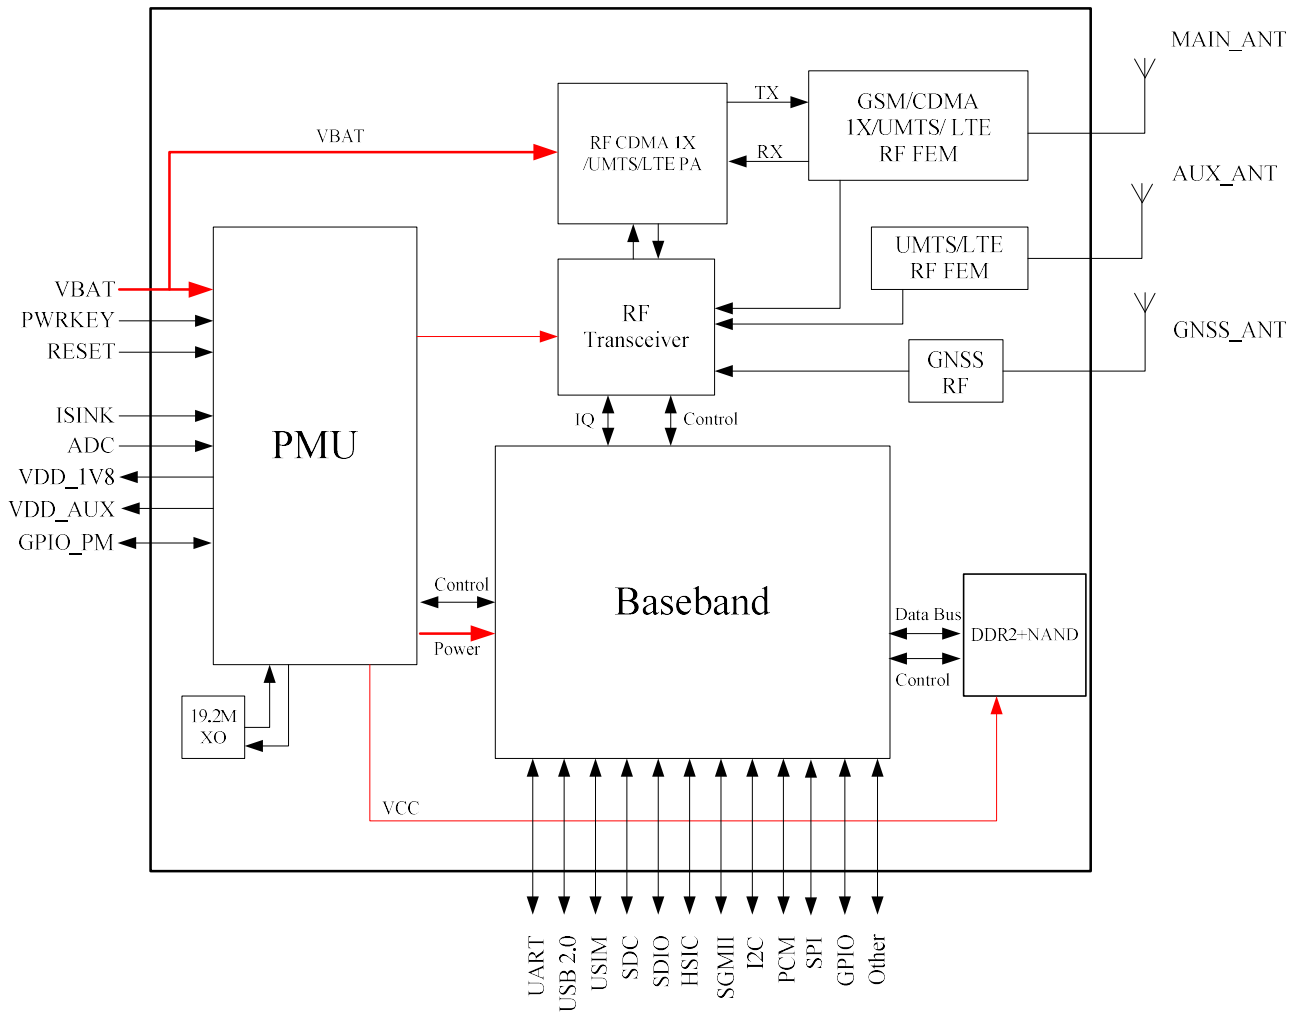 MAIN_ANT
GSM/CDMA
1X/UMTS/ LTE
RF FEM
TX
RX
RF CDMA 1X
/UMTS/LTE PA
VBAT
AUX_ANT
UMTS/LTE
RF FEM
VBAT
PWRKEY
RESET
ISINK
ADC
VDD_1V8
VDD_AUX
GPIO_PM
PMU
RF
Transceiver
GNSS_ANT
GNSS
RF
IQ
Control
Baseband
Control
Power
Data Bus
Control
DDR2+NAND
19.2M
XO
VCC
UART
USB 2.0
USIM
SDC
SDIO
HSIC
SGMII
I2C
PCM
SPI
GPIO
Other